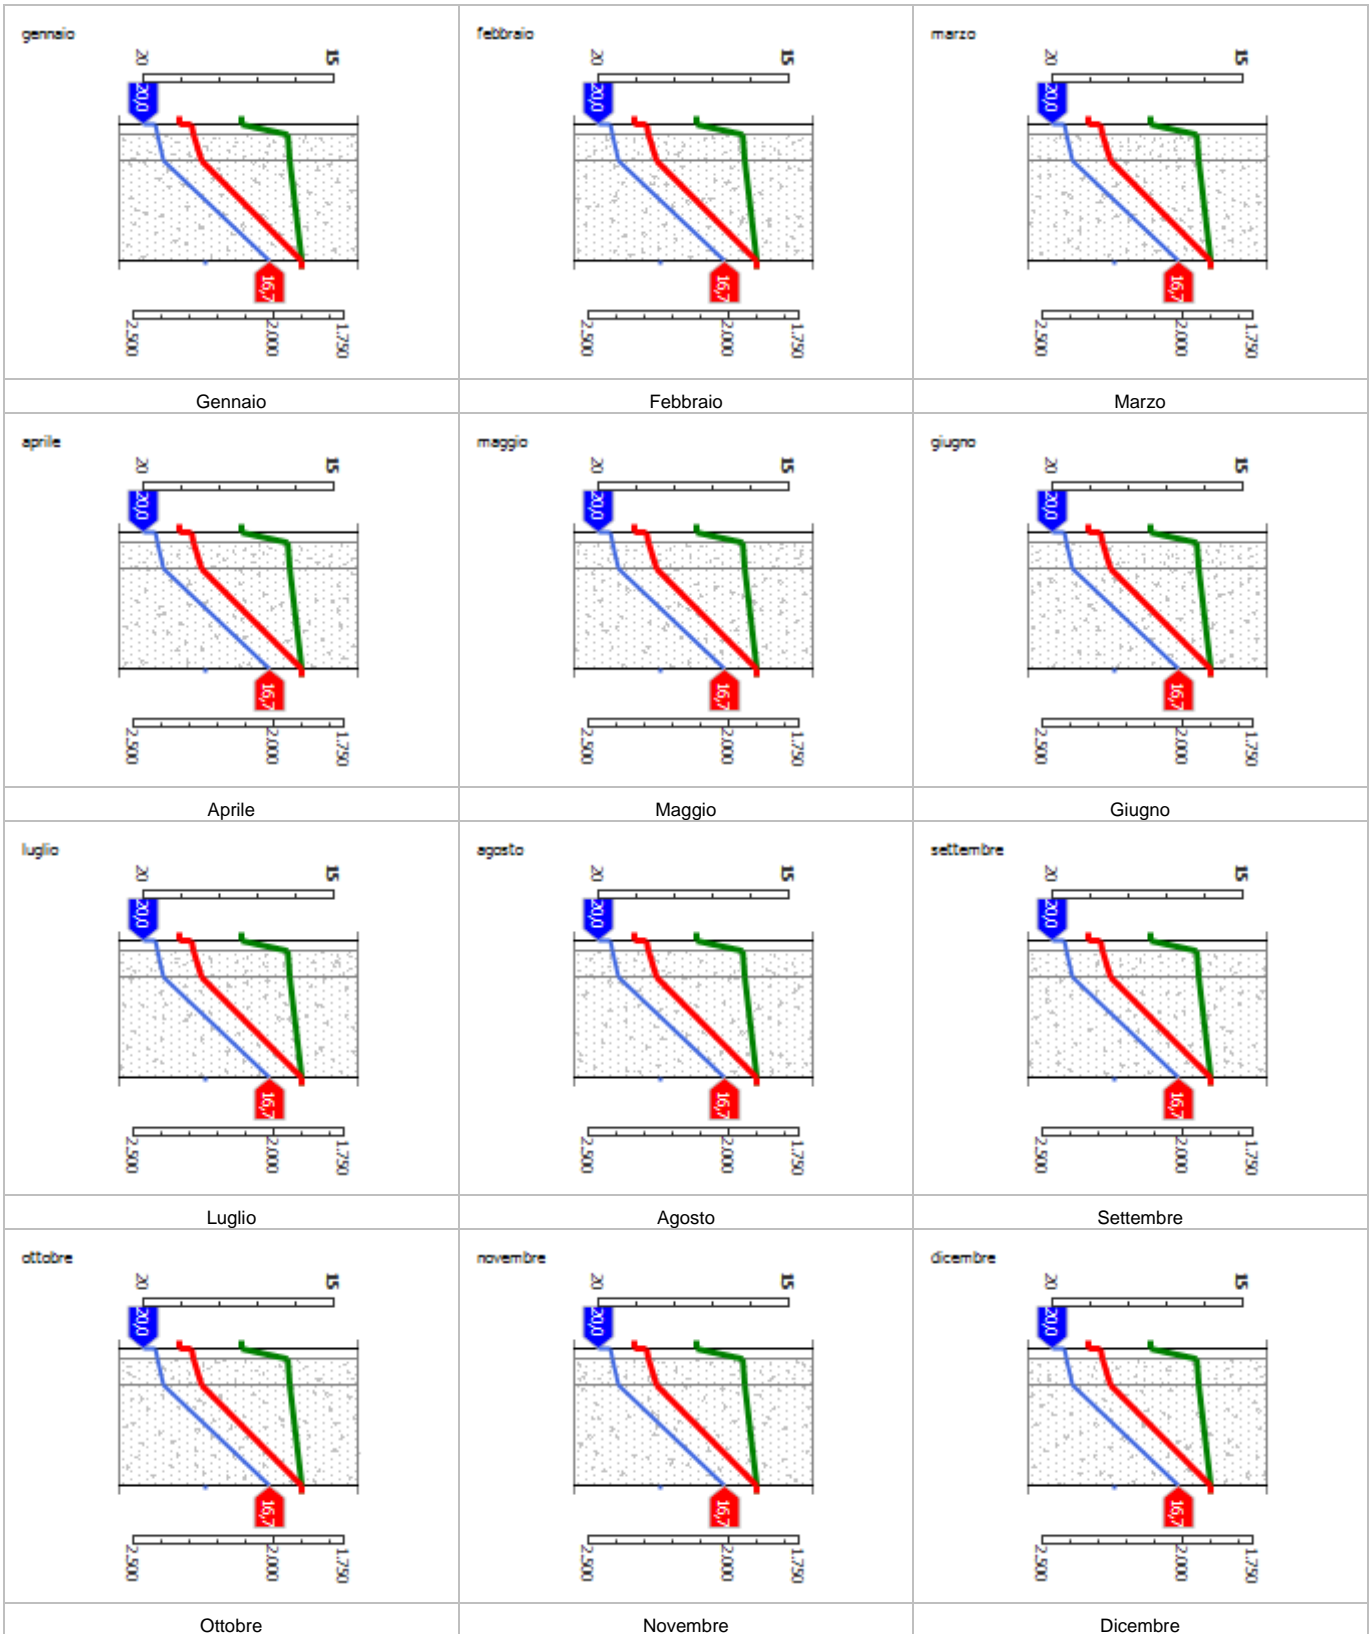 gennaio
20 15
20,0
16,7
2.500 2.000 1.750
Gennaio
febbraio
20 15
20,0
16,7
2.500 2.000 1.750
Febbraio
marzo
20 15
20,0
16,7
2.500 2.000 1.750
Marzo
aprile
20 15
20,0
16,7
2.500 2.000 1.750
Aprile
maggio
20 15
20,0
16,7
2.500 2.000 1.750
Maggio
giugno
20 15
20,0
16,7
2.500 2.000 1.750
Giugno
luglio
20 15
20,0
16,7
2.500 2.000 1.750
Luglio
agosto
20 15
20,0
16,7
2.500 2.000 1.750
Agosto
settembre
20 15
20,0
16,7
2.500 2.000 1.750
Settembre
ottobre
20 15
20,0
16,7
2.500 2.000 1.750
Ottobre
novembre
20 15
20,0
16,7
2.500 2.000 1.750
Novembre
dicembre
20 15
20,0
16,7
2.500 2.000 1.750
Dicembre